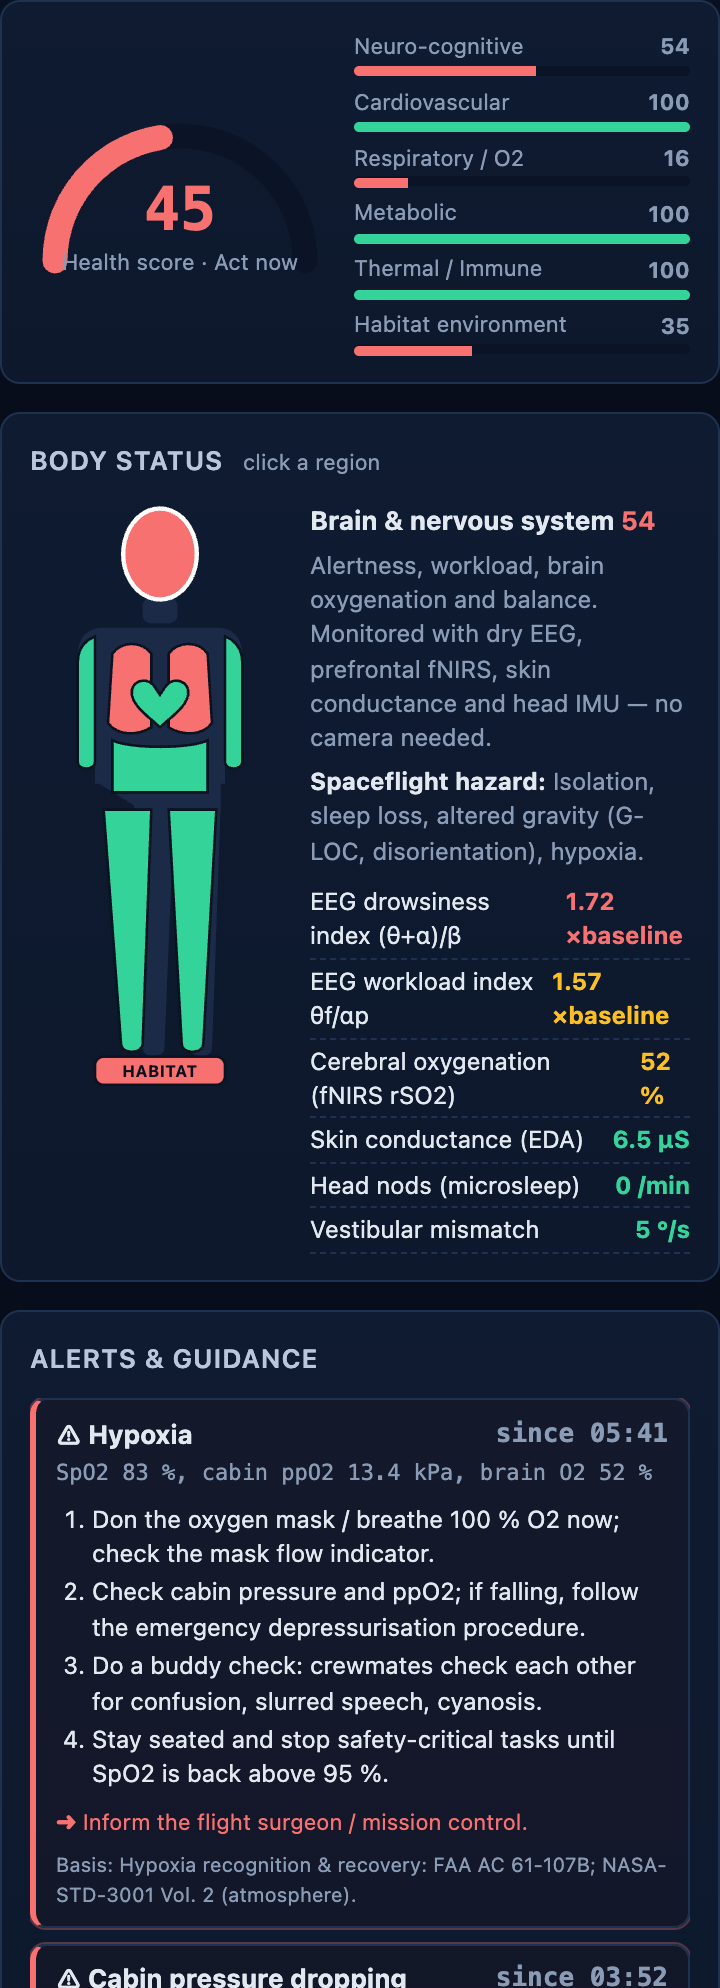 Neuro-cognitive 54
Cardiovascular 100
Respiratory / O2 16
Metabolic 100
Thermal / Immune 100
Habitat environment 35
45
Health score · Act now
BODY STATUS click a region
HABITAT
Brain & nervous system 54
Alertness, workload, brain
oxygenation and balance.
Monitored with dry EEG,
prefrontal fNIRS, skin
conductance and head IMU — no
camera needed.
Spaceflight hazard: Isolation,
sleep loss, altered gravity (G-
LOC, disorientation), hypoxia.
EEG drowsiness 1.72
index (θ+α)/β ×baseline
EEG workload index 1.57
θf/αp ×baseline
Cerebral oxygenation 52
(fNIRS rSO2) %
Skin conductance (EDA) 6.5 µS
Head nods (microsleep) 0 /min
Vestibular mismatch 5 °/s
ALERTS & GUIDANCE
⚠ Hypoxia since 05:41
SpO2 83 %, cabin ppO2 13.4 kPa, brain O2 52 %
1. Don the oxygen mask / breathe 100 % O2 now;
check the mask flow indicator.
2. Check cabin pressure and ppO2; if falling, follow
the emergency depressurisation procedure.
3. Do a buddy check: crewmates check each other
for confusion, slurred speech, cyanosis.
4. Stay seated and stop safety-critical tasks until
SpO2 is back above 95 %.
➜ Inform the flight surgeon / mission control.
Basis: Hypoxia recognition & recovery: FAA AC 61-107B; NASA-
STD-3001 Vol. 2 (atmosphere).
⚠ Cabin pressure dropping since 03:52